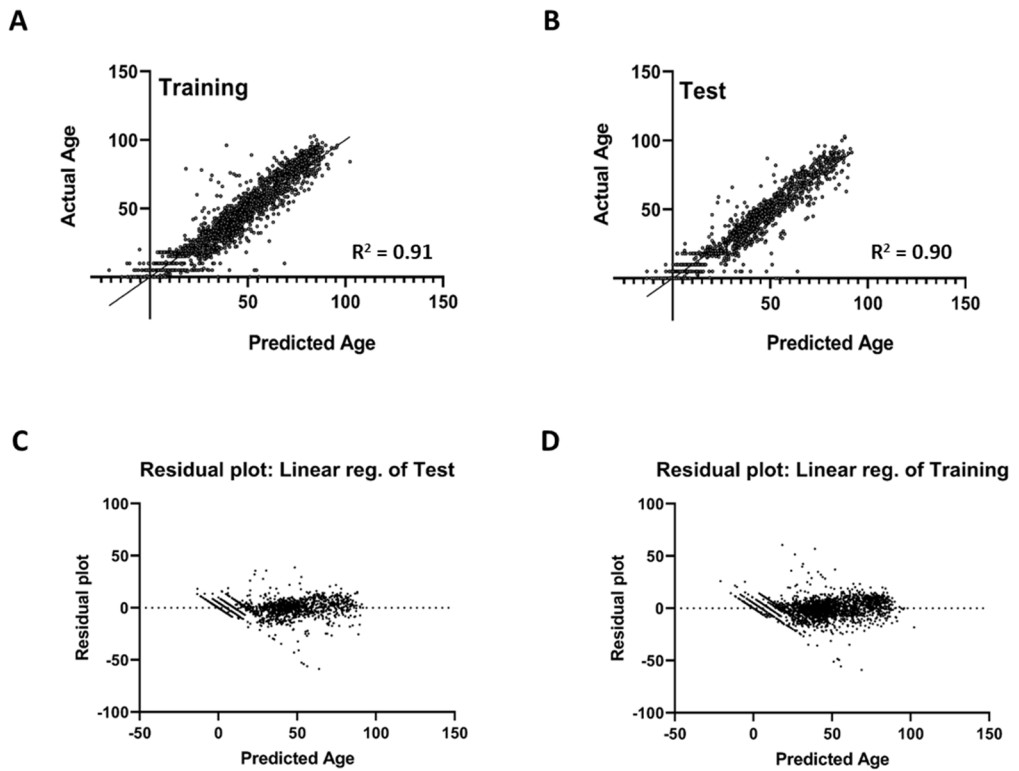 A
B
Training
Test
150
100
50
Actual Age
R² = 0.91
50
100
150
Predicted Age
150
100
50
Actual Age
R² = 0.90
50
100
150
Predicted Age
C
D
Residual plot: Linear reg. of Test
Residual plot: Linear reg. of Training
100
50
0
-50
-100
Residual plot
-50
0
50
100
150
Predicted Age
100
50
0
-50
-100
Residual plot
-50
0
50
100
150
Predicted Age